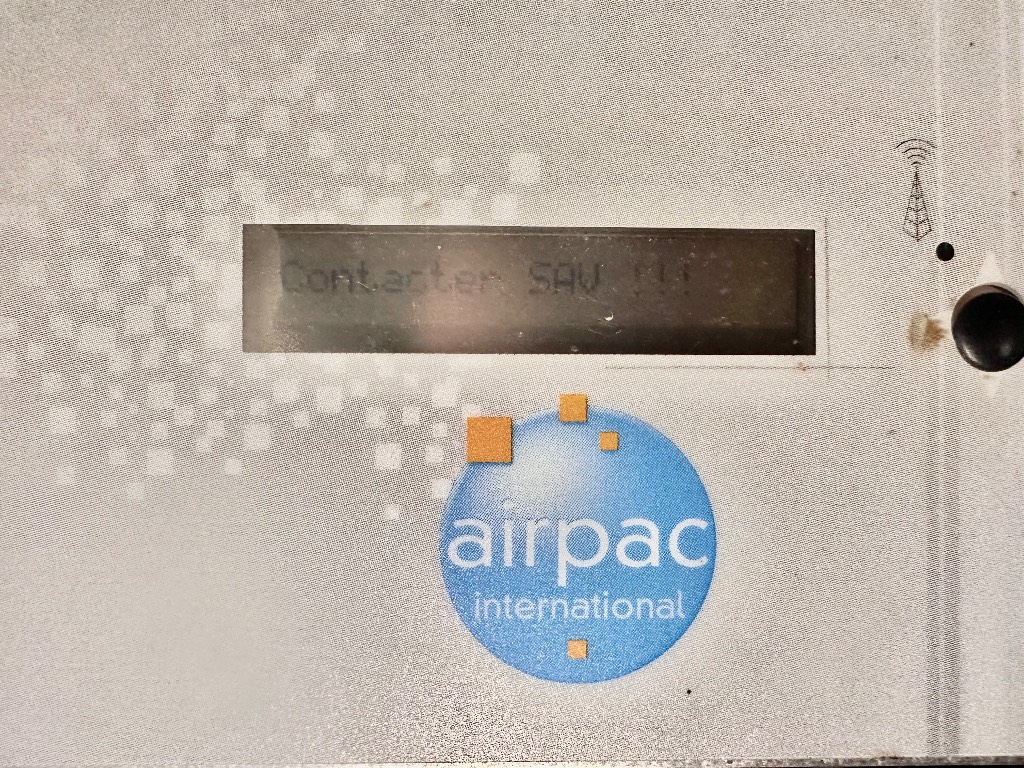 Contacter SAV !!!
airpac
international